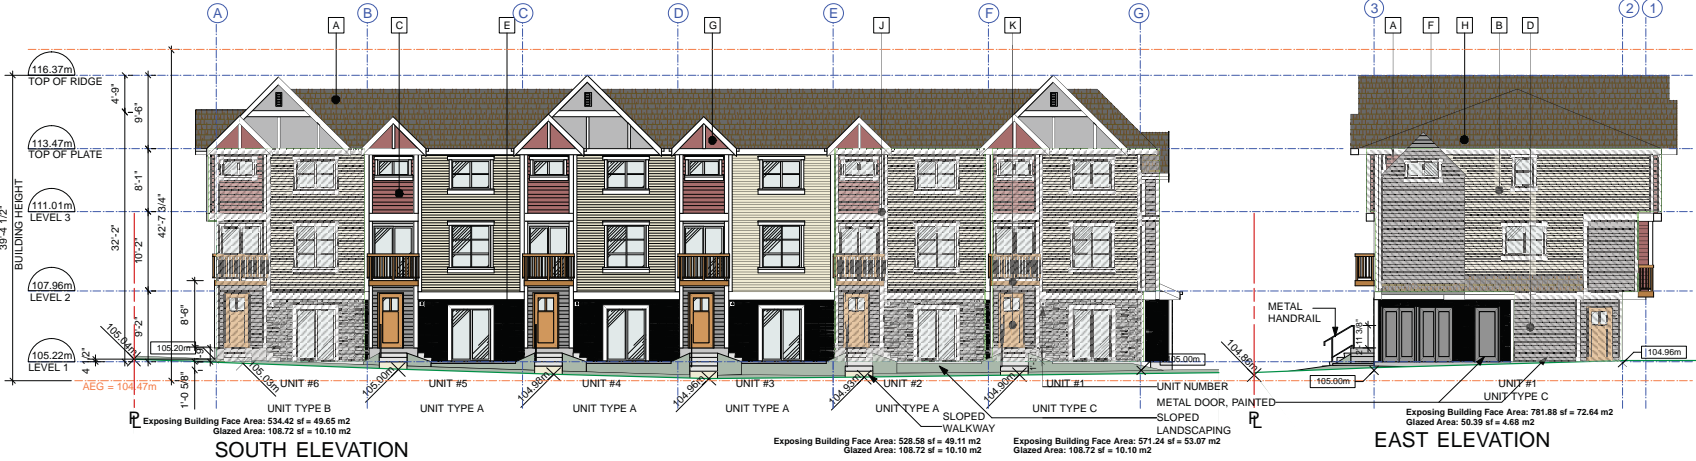 A B C D E F G 3 2 1
A C E G J K A F H B D
116.37m
TOP OF RIDGE
113.47m
TOP OF PLATE
111.01m
LEVEL 3
107.96m
LEVEL 2
105.22m
LEVEL 1
39'-4 1/2"
BUILDING HEIGHT
4'-9"
9'-6"
8'-1"
32'-2"
10'-2"
42'-7 3/4"
8'-6"
9'-2"
1'-0 5/8"
105.04m
105.20m
AEG = 104.47m
105.03m
105.00m
104.98m
104.96m
104.93m
104.90m
105.00m
104.88m
105.00m
104.96m
METAL
HANDRAIL
UNIT #6
UNIT TYPE B
UNIT #5
UNIT TYPE A
UNIT #4
UNIT TYPE A
UNIT #3
UNIT TYPE A
UNIT #2
UNIT TYPE A
UNIT #1
UNIT TYPE C
UNIT NUMBER
METAL DOOR, PAINTED
SLOPED
WALKWAY
SLOPED
LANDSCAPING
UNIT #1
UNIT TYPE C
PL
PL
Exposing Building Face Area: 534.42 sf = 49.65 m2
Glazed Area: 108.72 sf = 10.10 m2
SOUTH ELEVATION
Exposing Building Face Area: 528.58 sf = 49.11 m2
Glazed Area: 108.72 sf = 10.10 m2
Exposing Building Face Area: 571.24 sf = 53.07 m2
Glazed Area: 108.72 sf = 10.10 m2
Exposing Building Face Area: 781.88 sf = 72.64 m2
Glazed Area: 50.39 sf = 4.68 m2
EAST ELEVATION